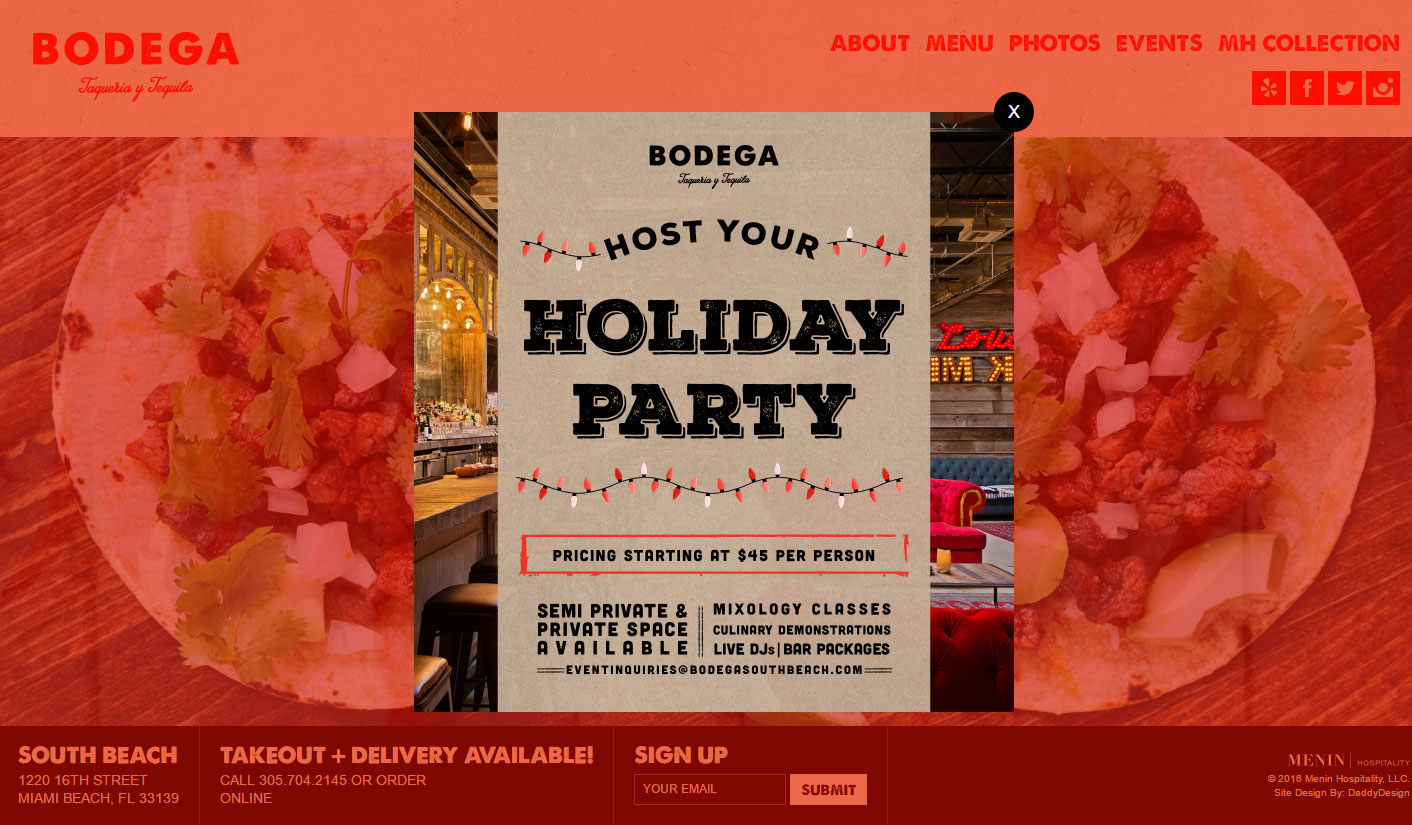 BODEGA
Taqueria y Tequila
ABOUT MENU PHOTOS EVENTS MH COLLECTION
X
BODEGA
Taqueria y Tequila
HOST YOUR
HOLIDAY
PARTY
PRICING STARTING AT $45 PER PERSON
SEMI PRIVATE &
PRIVATE SPACE
AVAILABLE
MIXOLOGY CLASSES
CULINARY DEMONSTRATIONS
LIVE DJs | BAR PACKAGES
EVENTINQUIRIES@BODEGASOUTHBEACH.COM
SOUTH BEACH
1220 16TH STREET
MIAMI BEACH, FL 33139
TAKEOUT + DELIVERY AVAILABLE!
CALL 305.704.2145 OR ORDER
ONLINE
SIGN UP
YOUR EMAIL
SUBMIT
MENIN | HOSPITALITY
© 2016 Menin Hospitality, LLC.
Site Design By: DaddyDesign